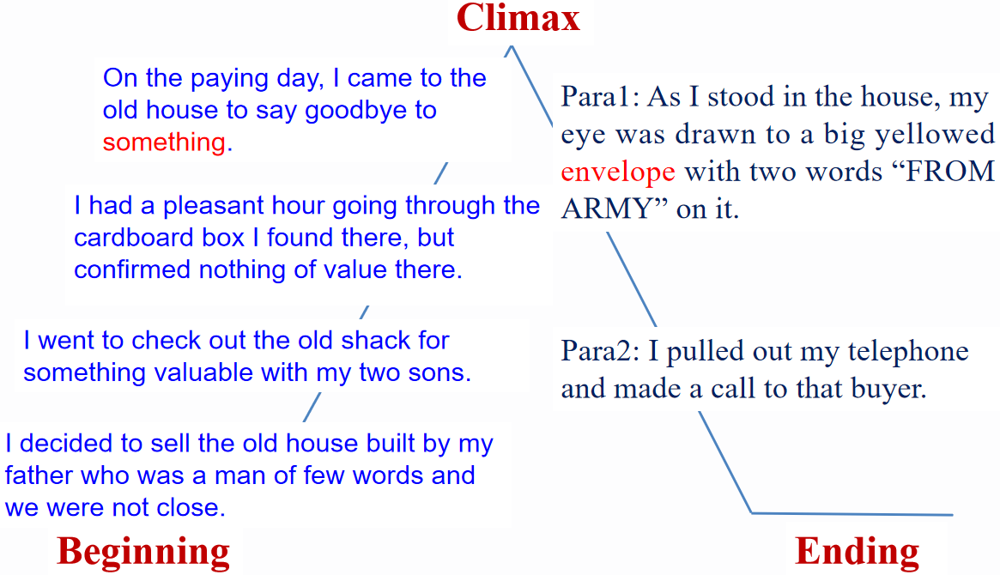 Climax
On the paying day, I came to the
old house to say goodbye to
something.
I had a pleasant hour going through the
cardboard box I found there, but
confirmed nothing of value there.
I went to check out the old shack for
something valuable with my two sons.
I decided to sell the old house built by my
father who was a man of few words and
we were not close.
Beginning
Para1: As I stood in the house, my
eye was drawn to a big yellowed
envelope with two words “FROM
ARMY” on it.
Para2: I pulled out my telephone
and made a call to that buyer.
Ending